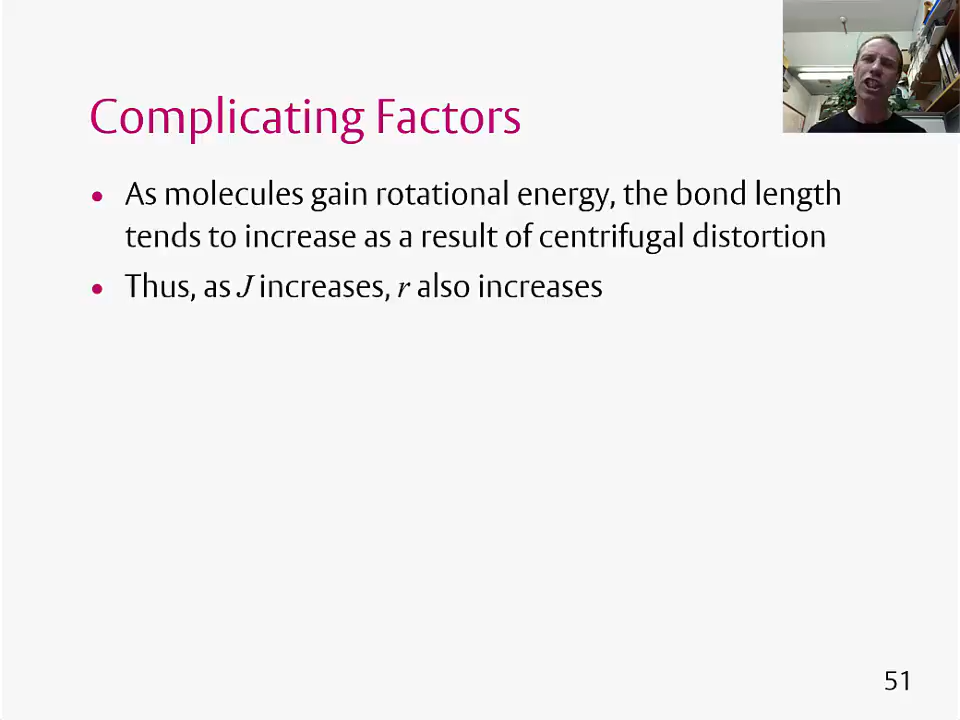 Complicating Factors
• As molecules gain rotational energy, the bond length
tends to increase as a result of centrifugal distortion
• Thus, as J increases, r also increases
51